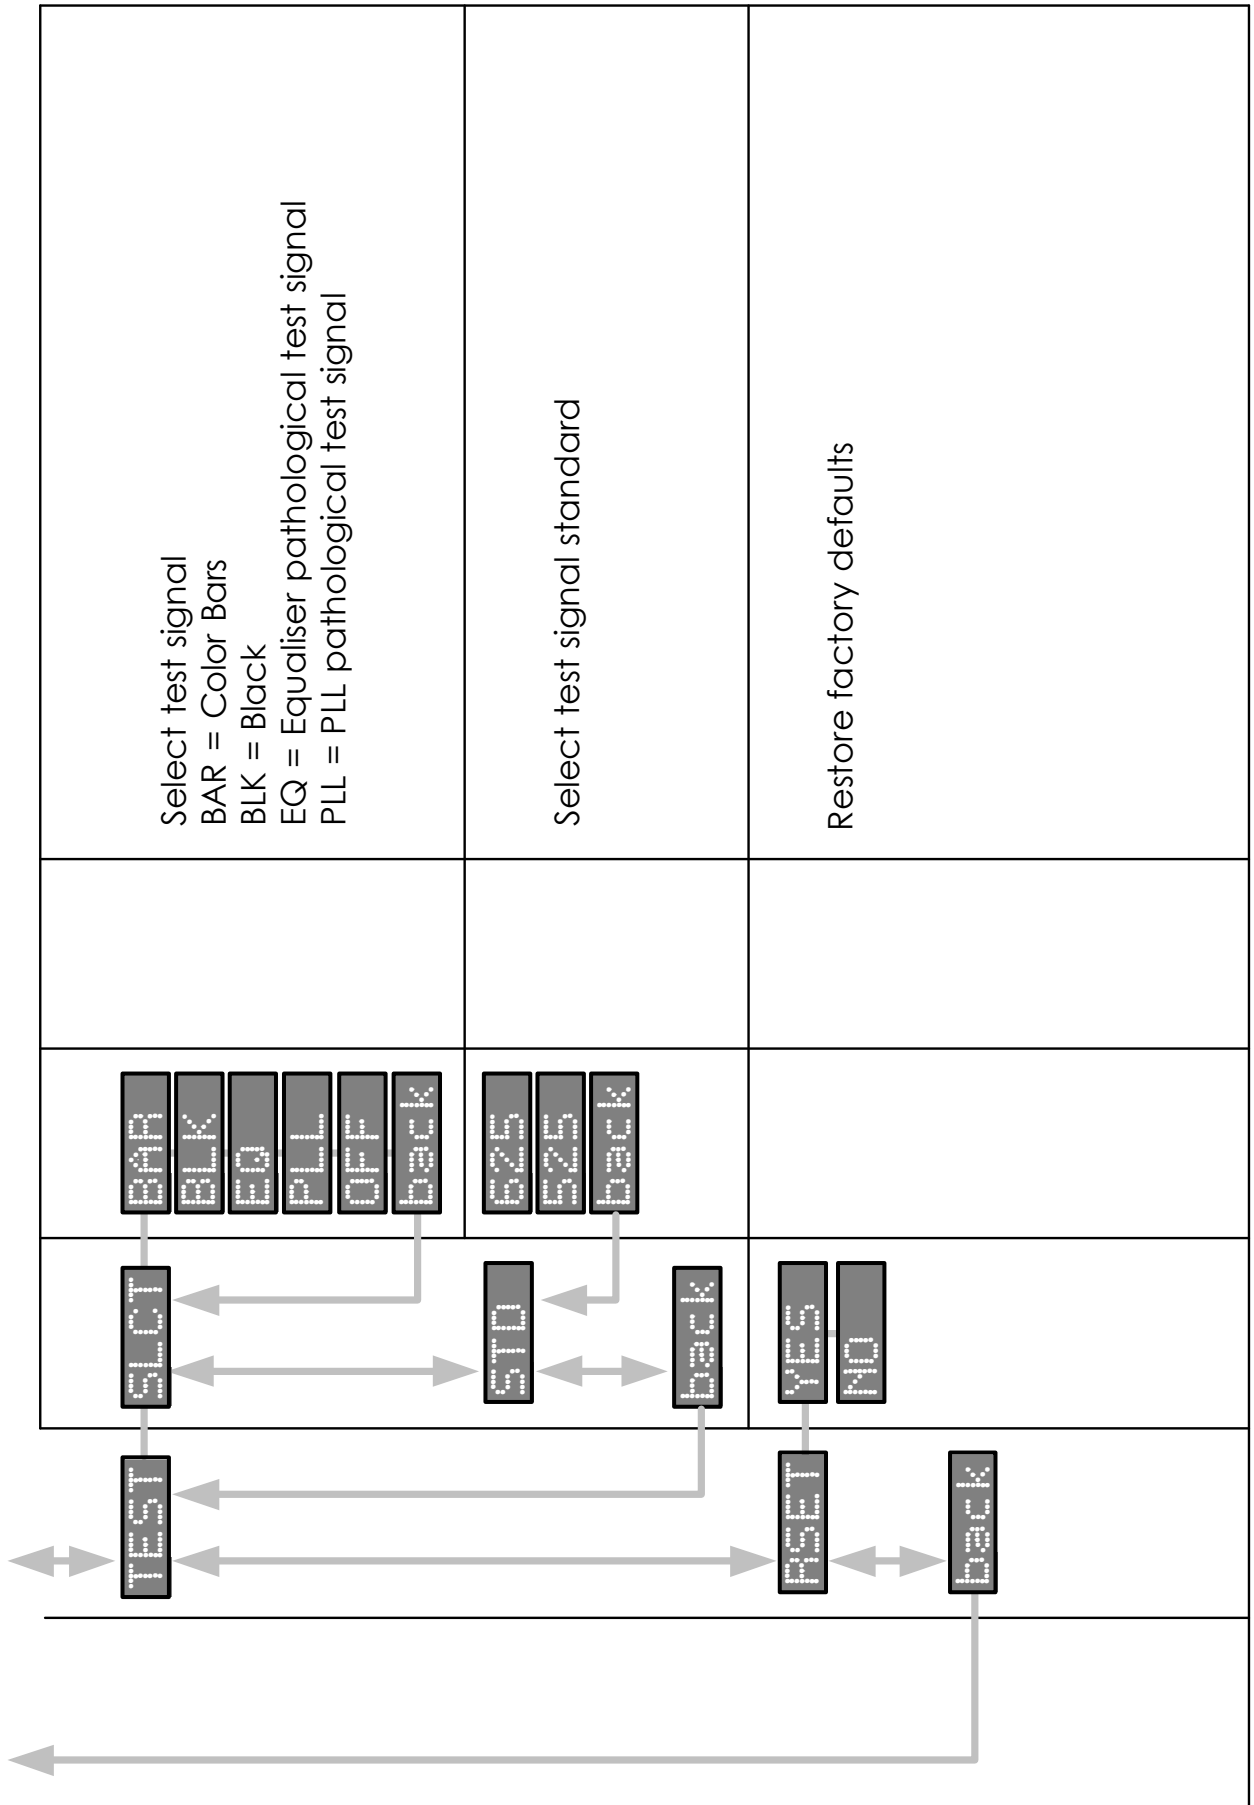 TEST
SLCT
BAR
BLK
EQ
PLL
OFF
back
Select test signal
BAR = Color Bars
BLK = Black
EQ = Equaliser pathological test signal
PLL = PLL pathological test signal
STD
625
525
back
Select test signal standard
back
RSET
YES
NO
Restore factory defaults
back